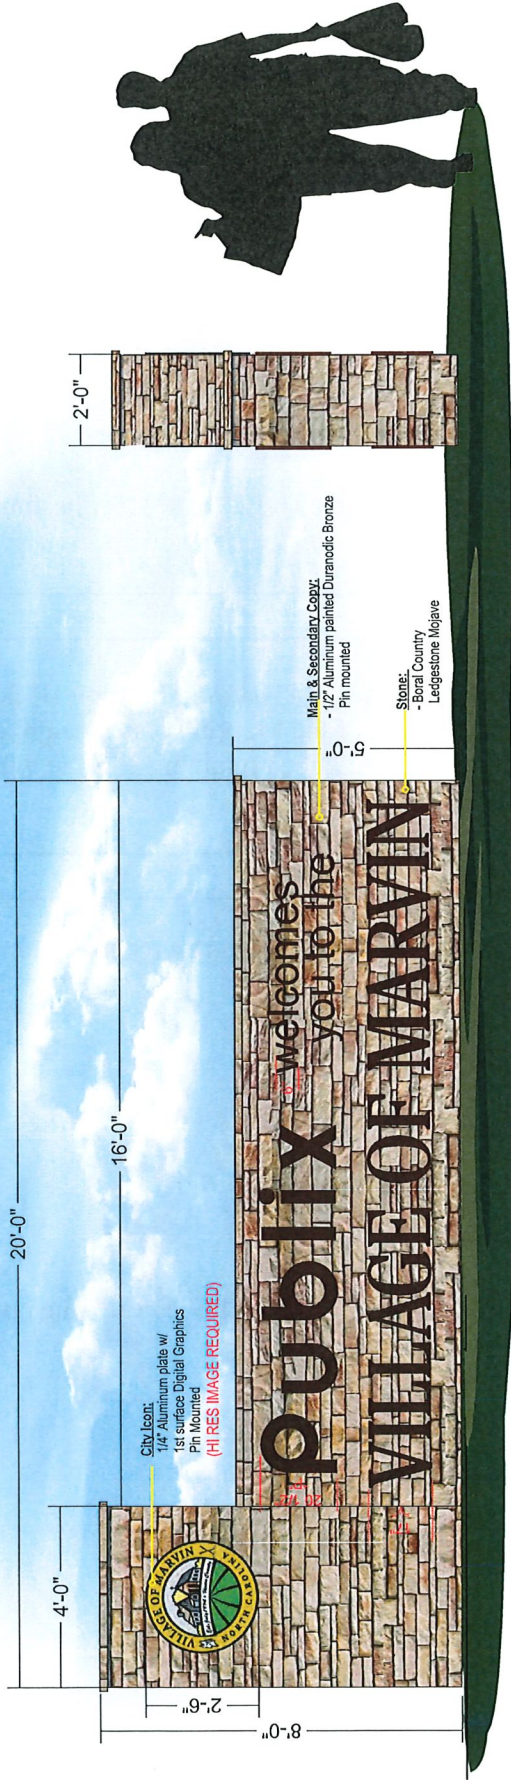 20'-0"
4'-0"
16'-0"
2'-0"
City Icon:
1/4" Aluminum plate w/
1st surface Digital Graphics
Pin Mounted
(HI RES IMAGE REQUIRED)
2'-6"
8'-0"
VILLAGE OF MARVIN
NORTH CAROLINA
publix welcomes
you to the
VILLAGE OF MARVIN
6"
5'-0"
Main & Secondary Copy:
- 1/2" Aluminum painted Duranodic Bronze
Pin mounted
Stone:
- Boral Country
Ledgestone Mojave